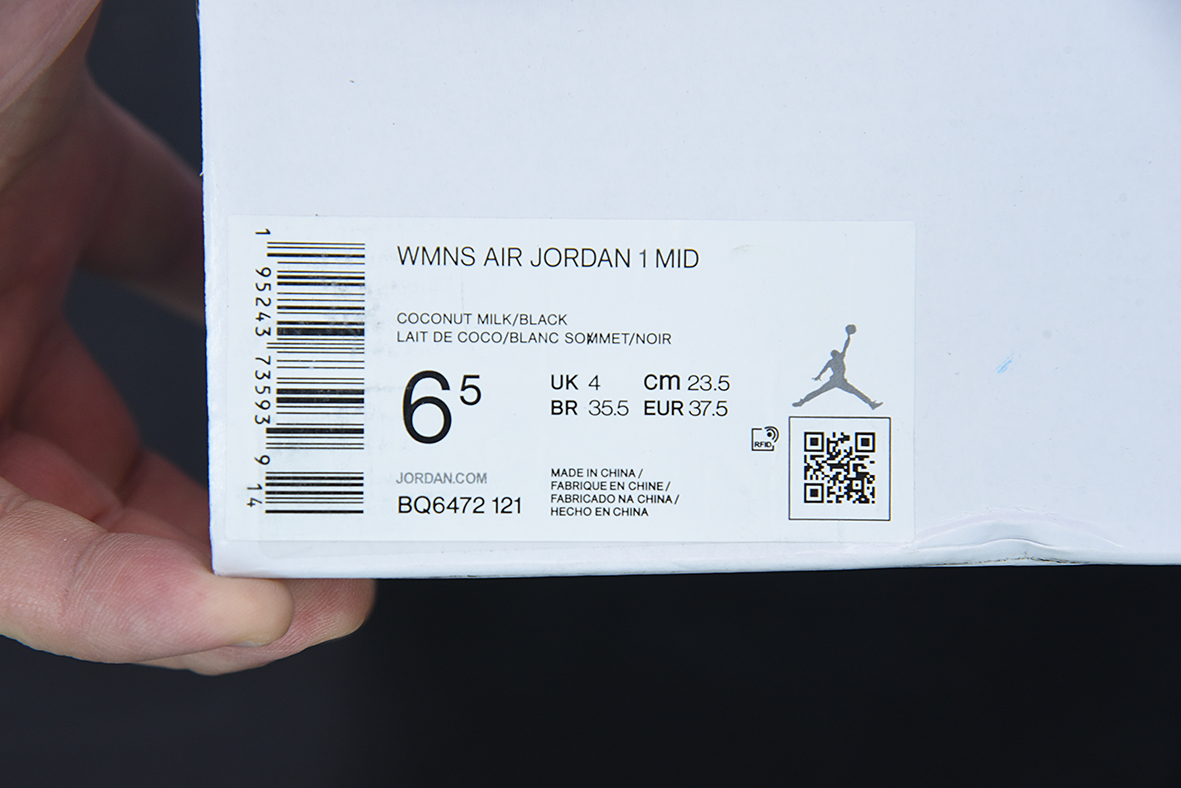 1 95243 73593 9 14
WMNS AIR JORDAN 1 MID
COCONUT MILK/BLACK
LAIT DE COCO/BLANC SOMMET/NOIR
6 5
UK 4 cm 23.5
BR 35.5 EUR 37.5
RFID
JORDAN.COM
BQ6472 121
MADE IN CHINA /
FABRIQUE EN CHINE /
FABRICADO NA CHINA /
HECHO EN CHINA